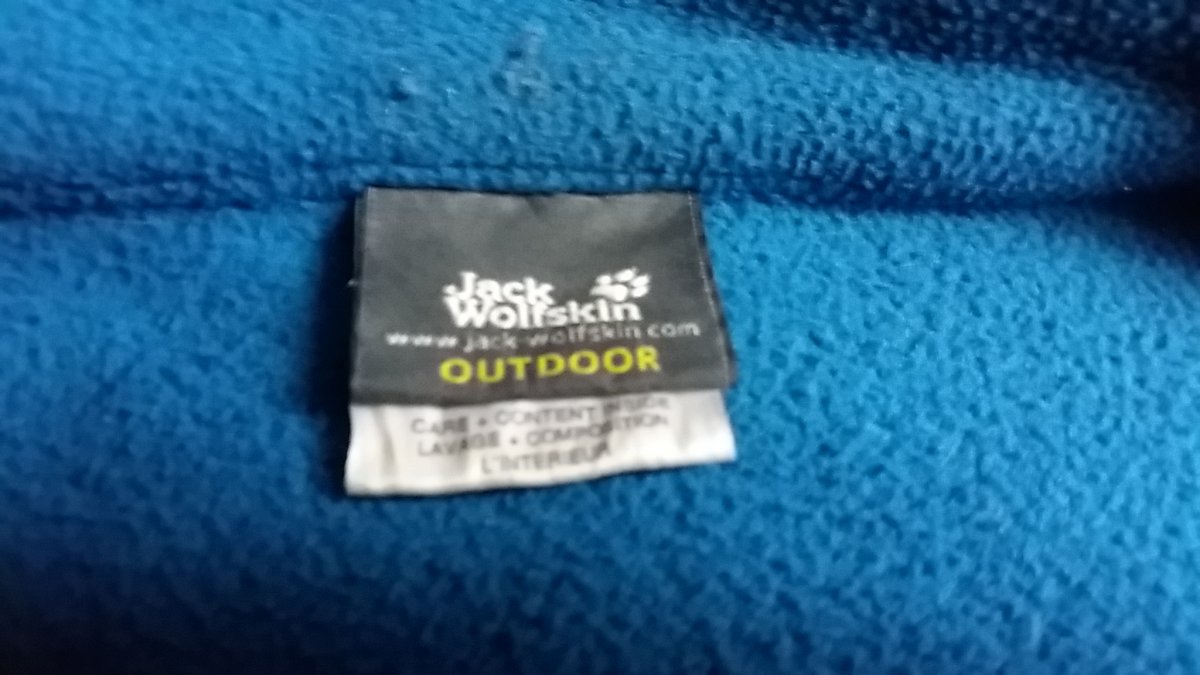 Jack
Wolfskin
www.jack-wolfskin.com
OUTDOOR
CARE + CONTENT INSIDE
LAVAGE + COMPOSITION
L'INTERIEUR